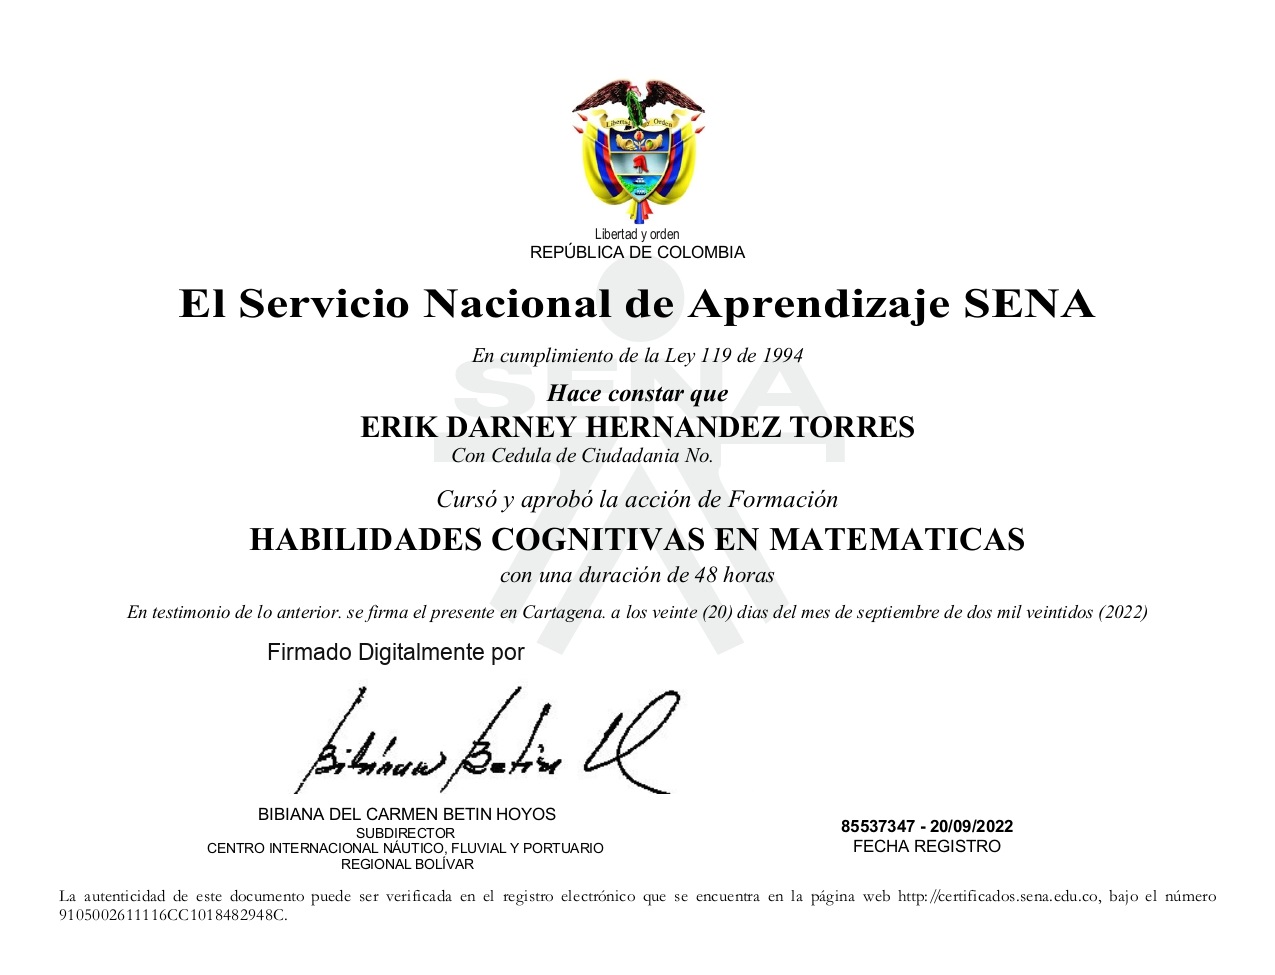 Libertad y Orden
Libertad y orden
REPÚBLICA DE COLOMBIA
El Servicio Nacional de Aprendizaje SENA
En cumplimiento de la Ley 119 de 1994
SENA
Hace constar que
ERIK DARNEY HERNANDEZ TORRES
Con Cedula de Ciudadania No.
Cursó y aprobó la acción de Formación
HABILIDADES COGNITIVAS EN MATEMATICAS
con una duración de 48 horas
En testimonio de lo anterior. se firma el presente en Cartagena. a los veinte (20) dias del mes de septiembre de dos mil veintidos (2022)
Firmado Digitalmente por
Bibiana Betin
BIBIANA DEL CARMEN BETIN HOYOS
SUBDIRECTOR
CENTRO INTERNACIONAL NÁUTICO, FLUVIAL Y PORTUARIO
REGIONAL BOLÍVAR
85537347 - 20/09/2022
FECHA REGISTRO
La autenticidad de este documento puede ser verificada en el registro electrónico que se encuentra en la página web http://certificados.sena.edu.co, bajo el número
9105002611116CC1018482948C.